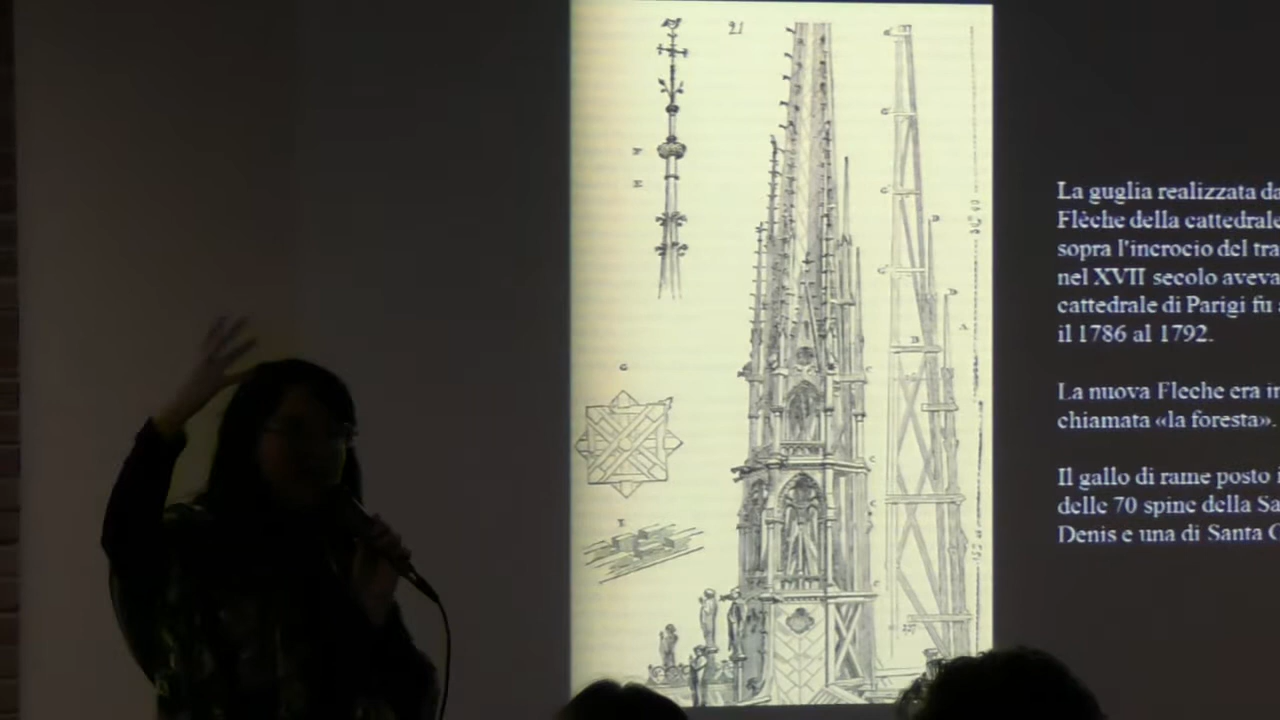 21
La guglia realizzata da
Flèche della cattedrale
sopra l'incrocio del tra
nel XVII secolo aveva
cattedrale di Parigi fu
il 1786 al 1792.
La nuova Fleche era in
chiamata «la foresta».
Il gallo di rame posto
delle 70 spine della Sa
Denis e una di Santa G